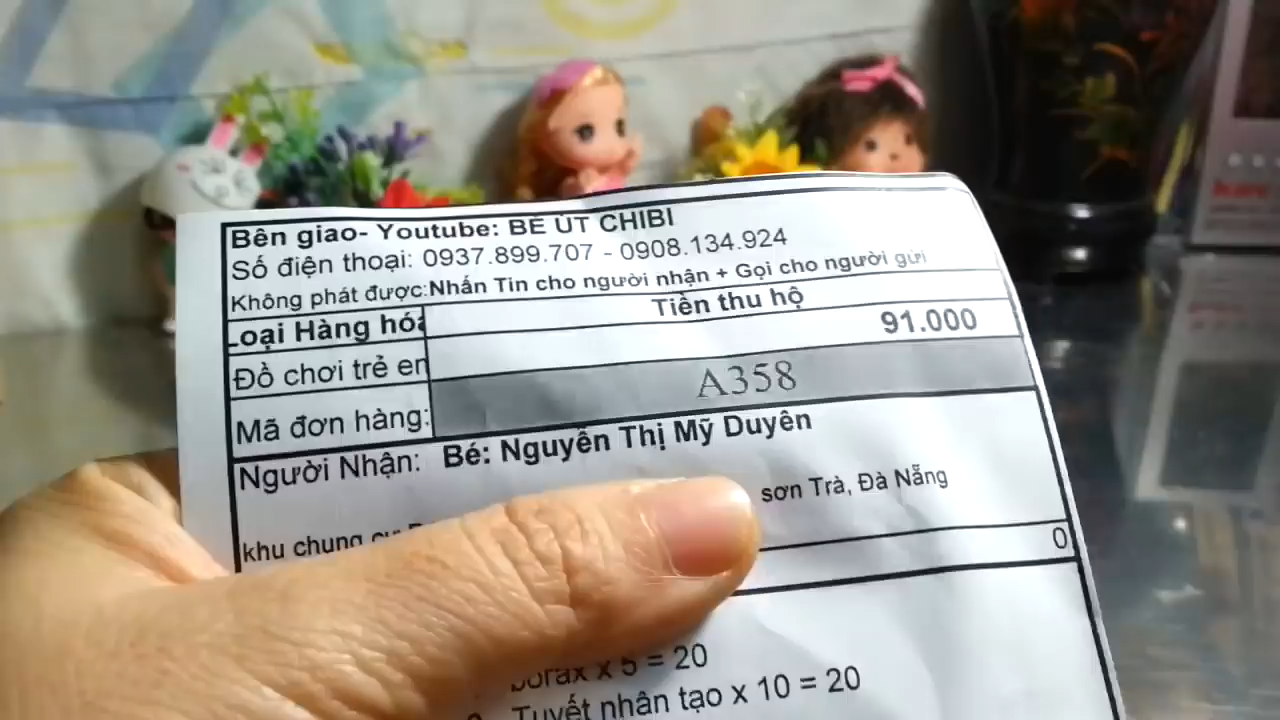 Bên giao- Youtube: BÉ ÚT CHIBI
Số điện thoại: 0937.899.707 - 0908.134.924
Không phát được:Nhắn Tin cho người nhận + Gọi cho người gửi
Loại Hàng hóa
Tiền thu hộ
Đồ chơi trẻ em
91.000
Mã đơn hàng:
A358
Người Nhận: Bé: Nguyễn Thị Mỹ Duyên
sơn Trà, Đà Nẵng
khu chung cư
0
borax x 5 = 20
Tuyết nhân tạo x 10 = 20